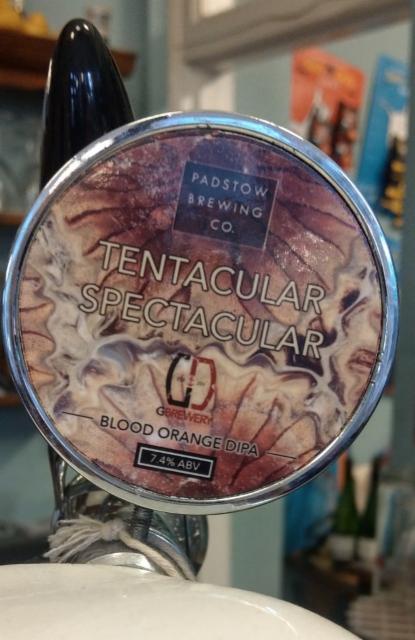 PADSTOW
BREWING
CO.
TENTACULAR
SPECTACULAR
GBREWERY
BLOOD ORANGE DIPA
7.4% ABV